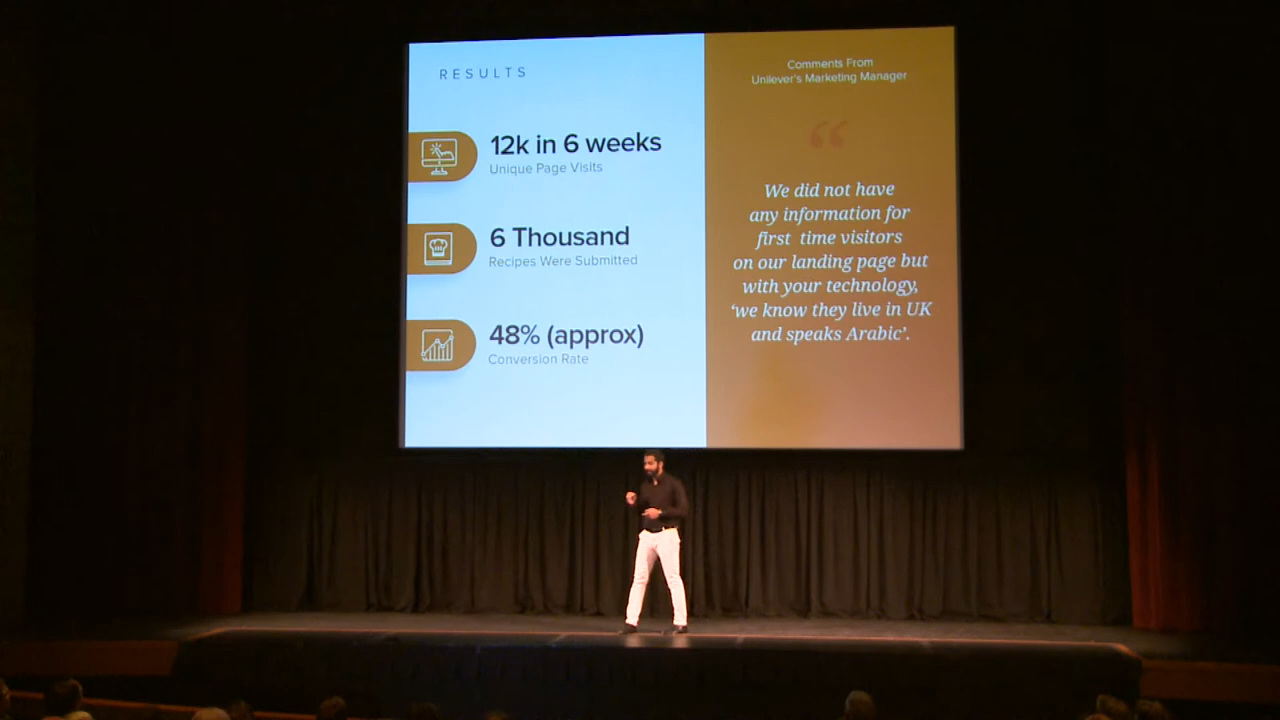 RESULTS
12k in 6 weeks
Unique Page Visits
6 Thousand
Recipes Were Submitted
48% (approx)
Conversion Rate
Comments From
Unilever's Marketing Manager
“
We did not have
any information for
first time visitors
on our landing page but
with your technology,
‘we know they live in UK
and speaks Arabic’.